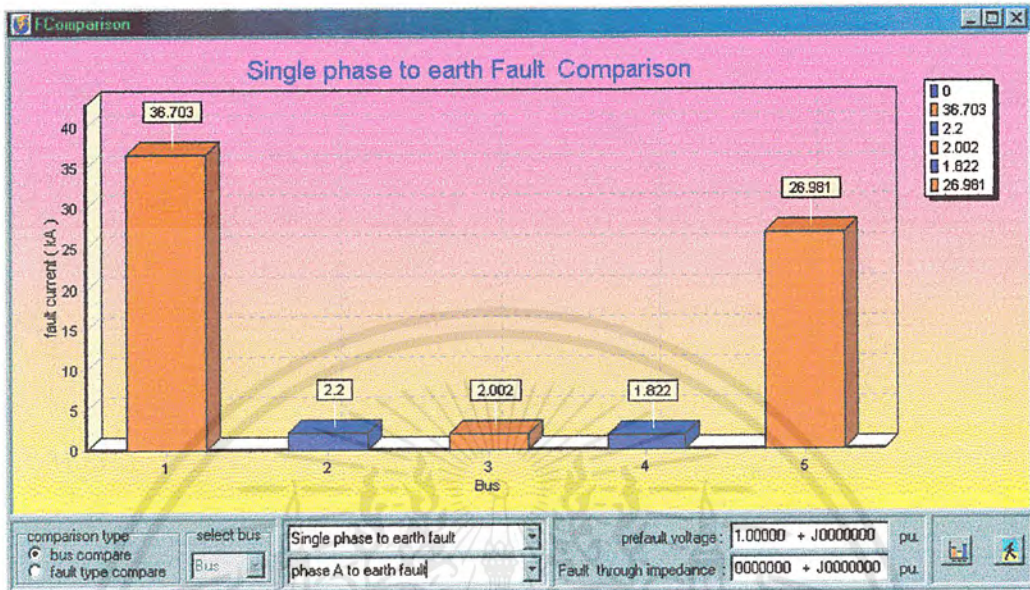 FComparison
Single phase to earth Fault Comparison
0
36.703
2.2
2.002
1.822
26.981
36.703
2.2
2.002
1.822
26.981
40
35
30
25
20
15
10
5
0
fault current ( kA )
1 2 3 4 5
Bus
comparison type
bus compare
fault type compare
select bus
Bus
Single phase to earth fault
phase A to earth fault
prefault voltage : 1.00000 + J0000000 pu.
Fault through impedance : 0000000 + J0000000 pu.